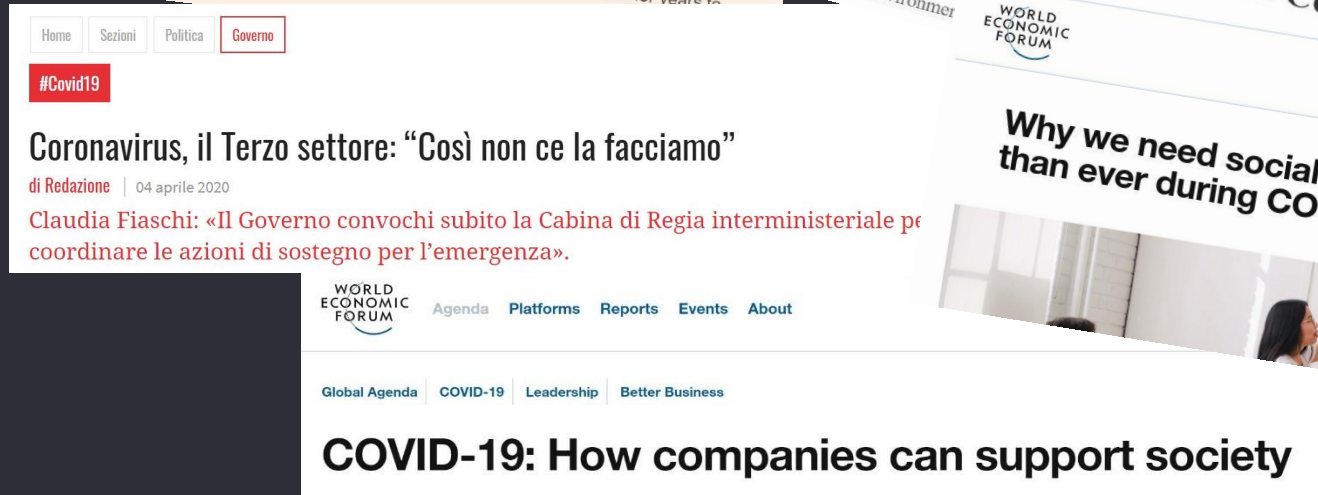 for years to
Home Sezioni Politica Governo
#Covid19
Coronavirus, il Terzo settore: “Così non ce la facciamo”
di Redazione | 04 aprile 2020
Claudia Fiaschi: «Il Governo convochi subito la Cabina di Regia interministeriale
coordinare le azioni di sostegno per l’emergenza».
WORLD
ECONOMIC
FORUM
Why we need social
than ever during
WORLD
ECONOMIC
FORUM
Agenda Platforms Reports Events About
Global Agenda COVID-19 Leadership Better Business
COVID-19: How companies can support society